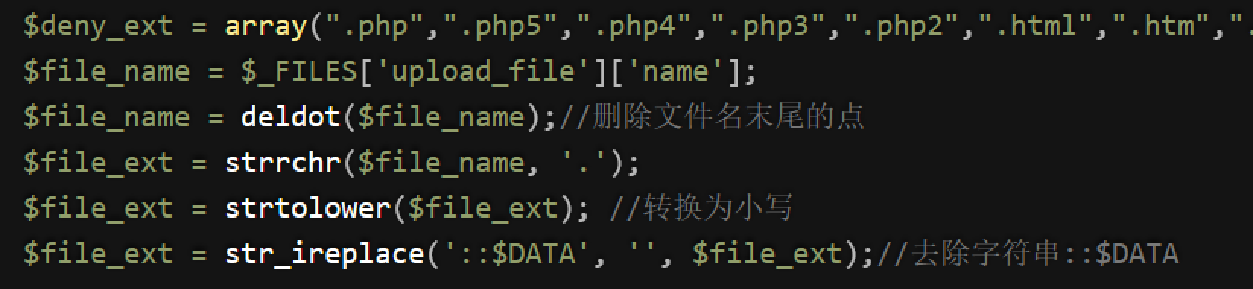 $deny_ext = array(".php",".php5",".php4",".php3",".php2",".html",".htm",".
$file_name = $_FILES['upload_file']['name'];
$file_name = deldot($file_name);//删除文件名末尾的点
$file_ext = strrchr($file_name, '.');
$file_ext = strtolower($file_ext); //转换为小写
$file_ext = str_ireplace('::$DATA', '', $file_ext);//去除字符串::$DATA